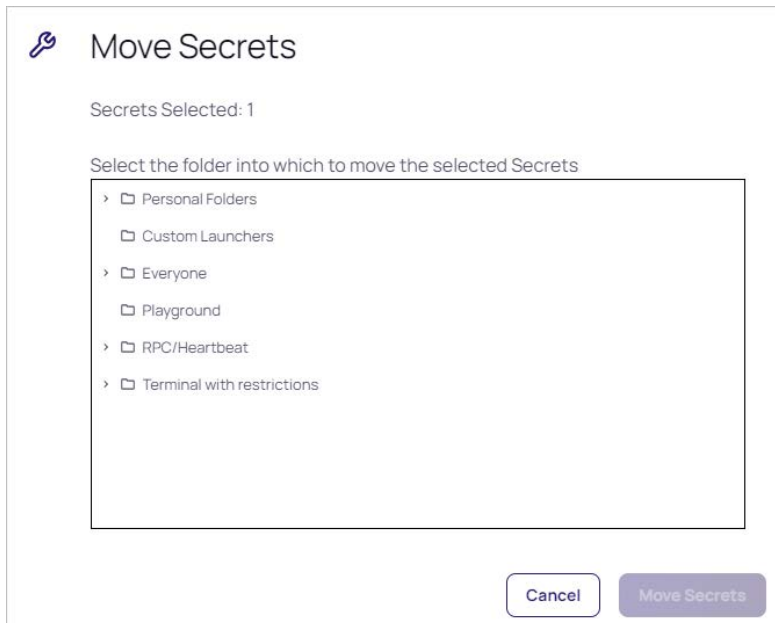 Move Secrets
Secrets Selected: 1
Select the folder into which to move the selected Secrets
Personal Folders
Custom Launchers
Everyone
Playground
RPC/Heartbeat
Terminal with restrictions
Cancel Move Secrets